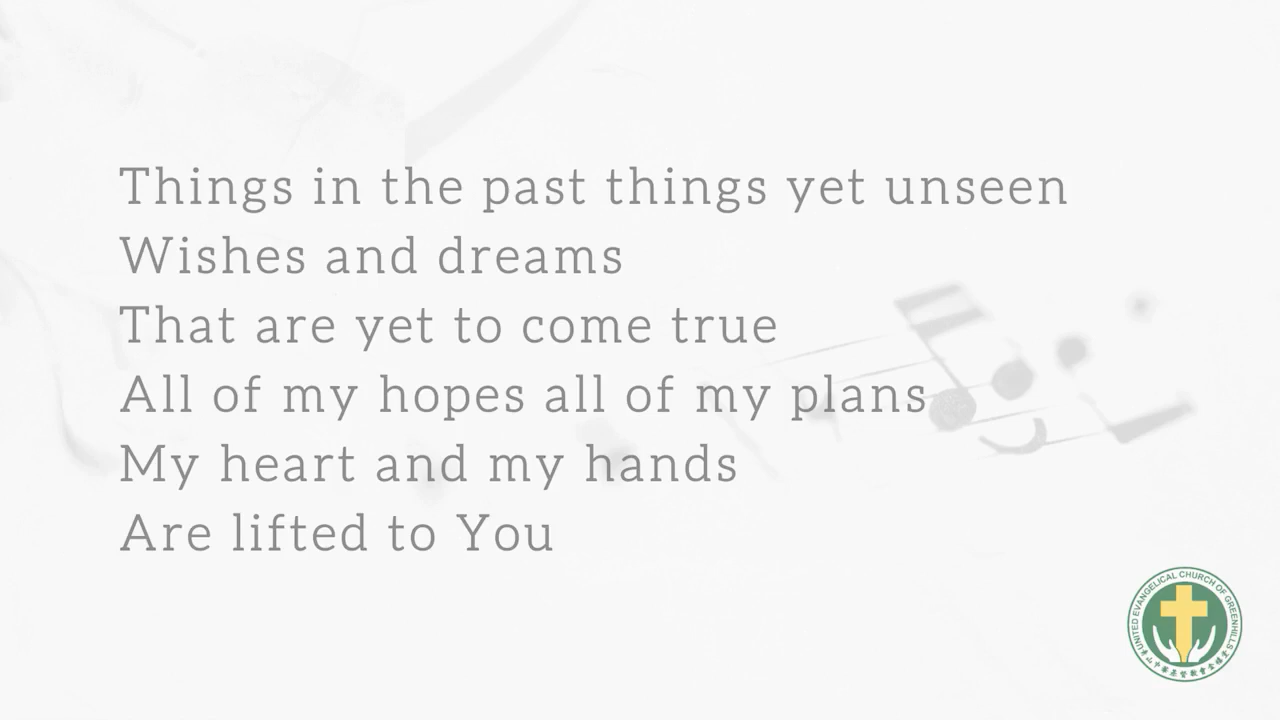 Things in the past things yet unseen
Wishes and dreams
That are yet to come true
All of my hopes all of my plans
My heart and my hands
Are lifted to You
UNITED EVANGELICAL CHURCH OF GREENHILLS